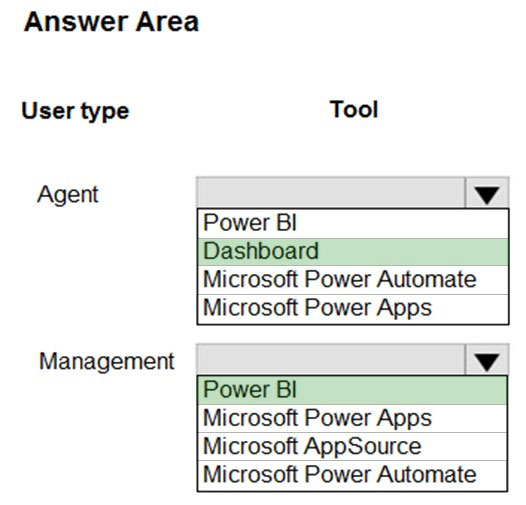 Answer Area
User type Tool
Agent
Power BI
Dashboard
Microsoft Power Automate
Microsoft Power Apps
Management
Power BI
Microsoft Power Apps
Microsoft AppSource
Microsoft Power Automate